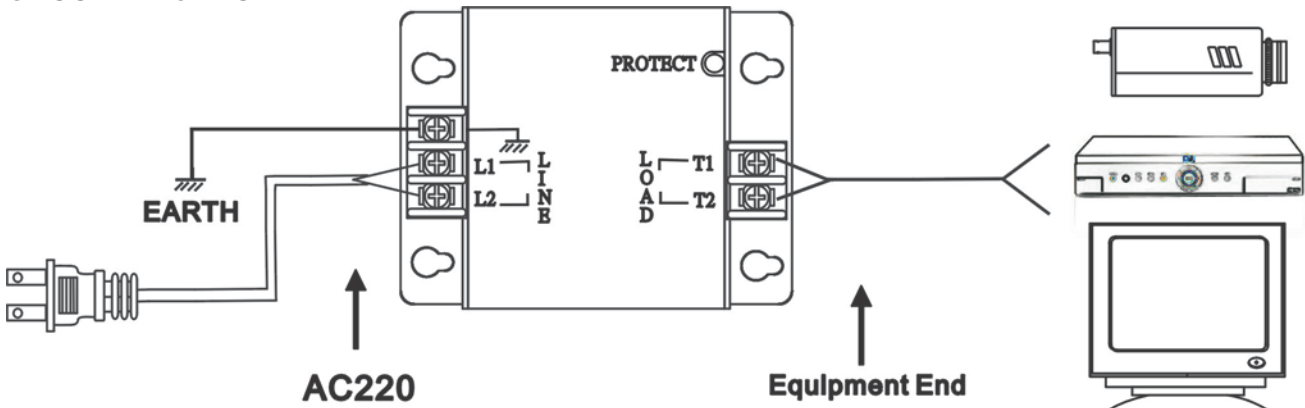 PROTECT
L1
L2
LINE
LOAD
T1
T2
EARTH
AC220
Equipment End